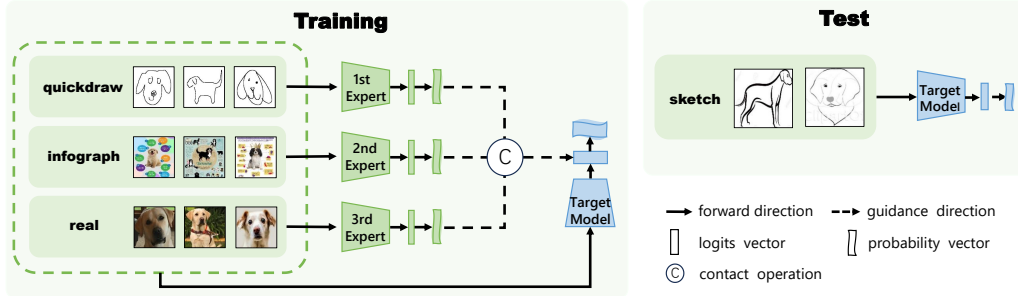 Training
quickdraw
1st
Expert
infograph
2nd
Expert
C
real
3rd
Expert
Target
Model
Test
sketch
Target
Model
forward direction
guidance direction
logits vector
probability vector
C
contact operation